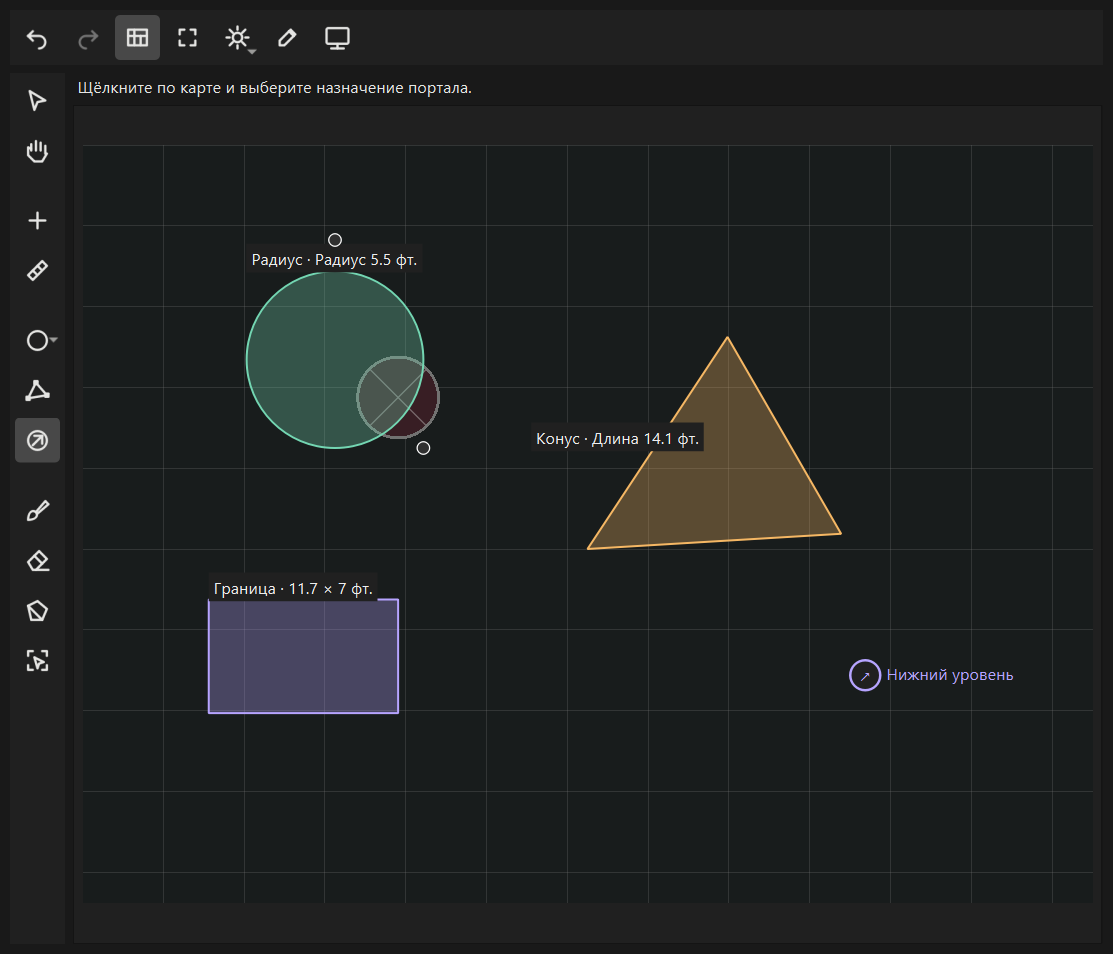 Щёлкните по карте и выберите назначение портала.
Радиус · Радиус 5.5 фт.
Конус · Длина 14.1 фт.
Граница · 11.7 × 7 фт.
Нижний уровень